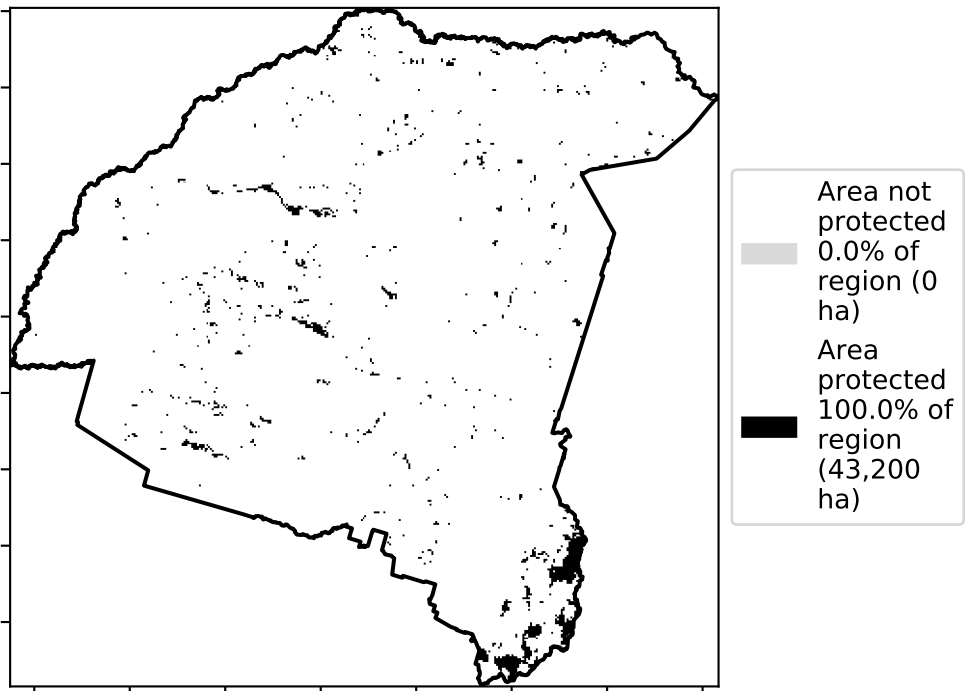 Area not
protected
0.0% of
region (0
ha)
Area
protected
100.0% of
region
(43,200
ha)